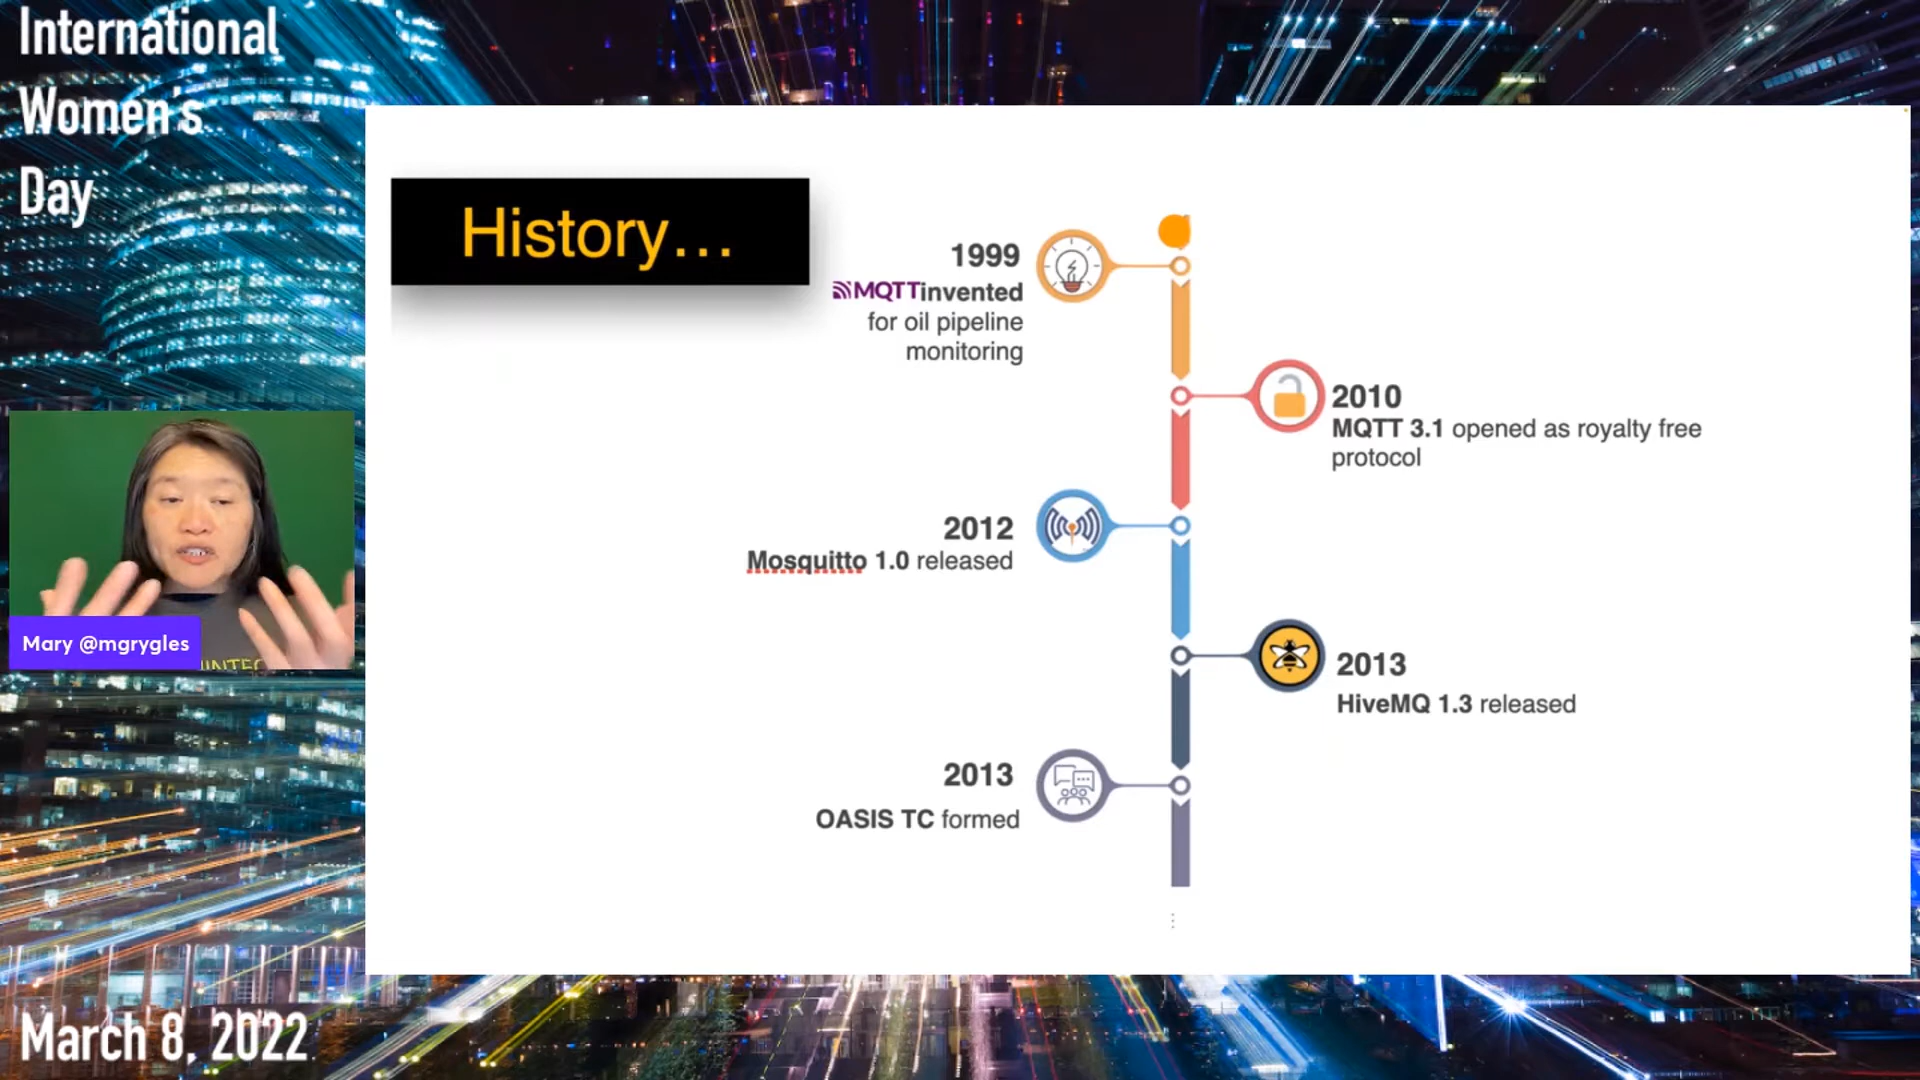 International
Women's
Day
History...
1999
MQTT invented
for oil pipeline
monitoring
2010
MQTT 3.1 opened as royalty free
protocol
2012
Mosquitto 1.0 released
2013
HiveMQ 1.3 released
2013
OASIS TC formed
Mary @mgrygles
March 8, 2022